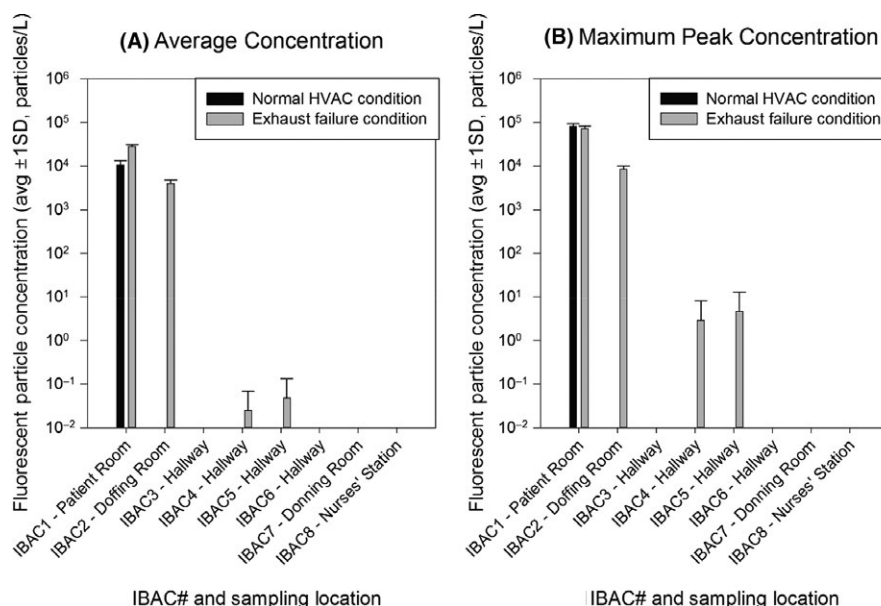 (A) Average Concentration
Fluorescent particle concentration (avg ±1SD, particles/L)
10⁶
10⁵
10⁴
10³
10²
10¹
10⁰
10⁻¹
10⁻²
Normal HVAC condition
Exhaust failure condition
IBAC1 - Patient Room
IBAC2 - Doffing Room
IBAC3 - Hallway
IBAC4 - Hallway
IBAC5 - Hallway
IBAC6 - Hallway
IBAC7 - Donning Room
IBAC8 - Nurses' Station
IBAC# and sampling location
(B) Maximum Peak Concentration
Fluorescent particle concentration (avg ±1SD, particles/L)
10⁶
10⁵
10⁴
10³
10²
10¹
10⁰
10⁻¹
10⁻²
Normal HVAC condition
Exhaust failure condition
IBAC1 - Patient Room
IBAC2 - Doffing Room
IBAC3 - Hallway
IBAC4 - Hallway
IBAC5 - Hallway
IBAC6 - Hallway
IBAC7 - Donning Room
IBAC8 - Nurses' Station
IBAC# and sampling location